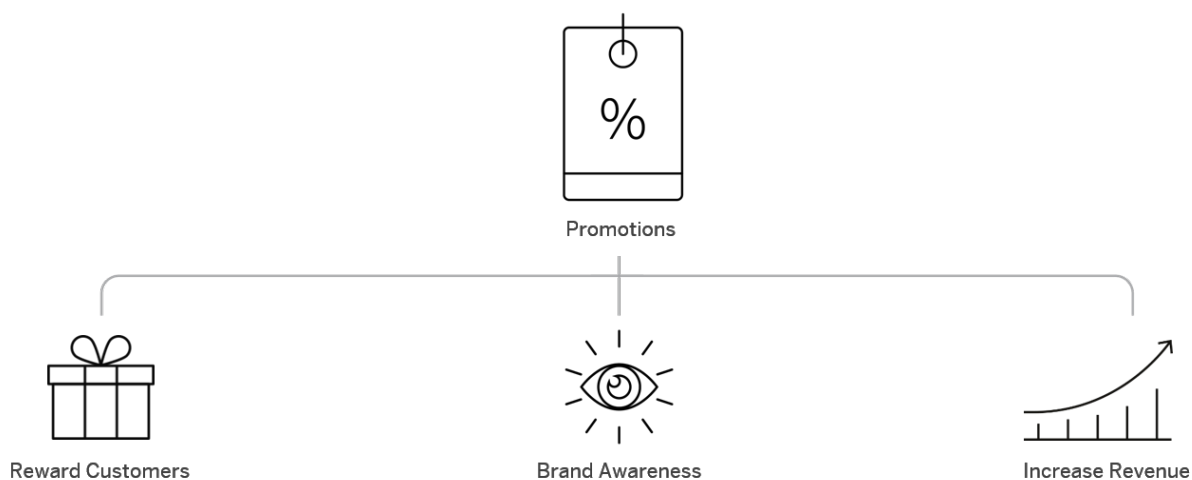 %
Promotions
Reward Customers
Brand Awareness
Increase Revenue